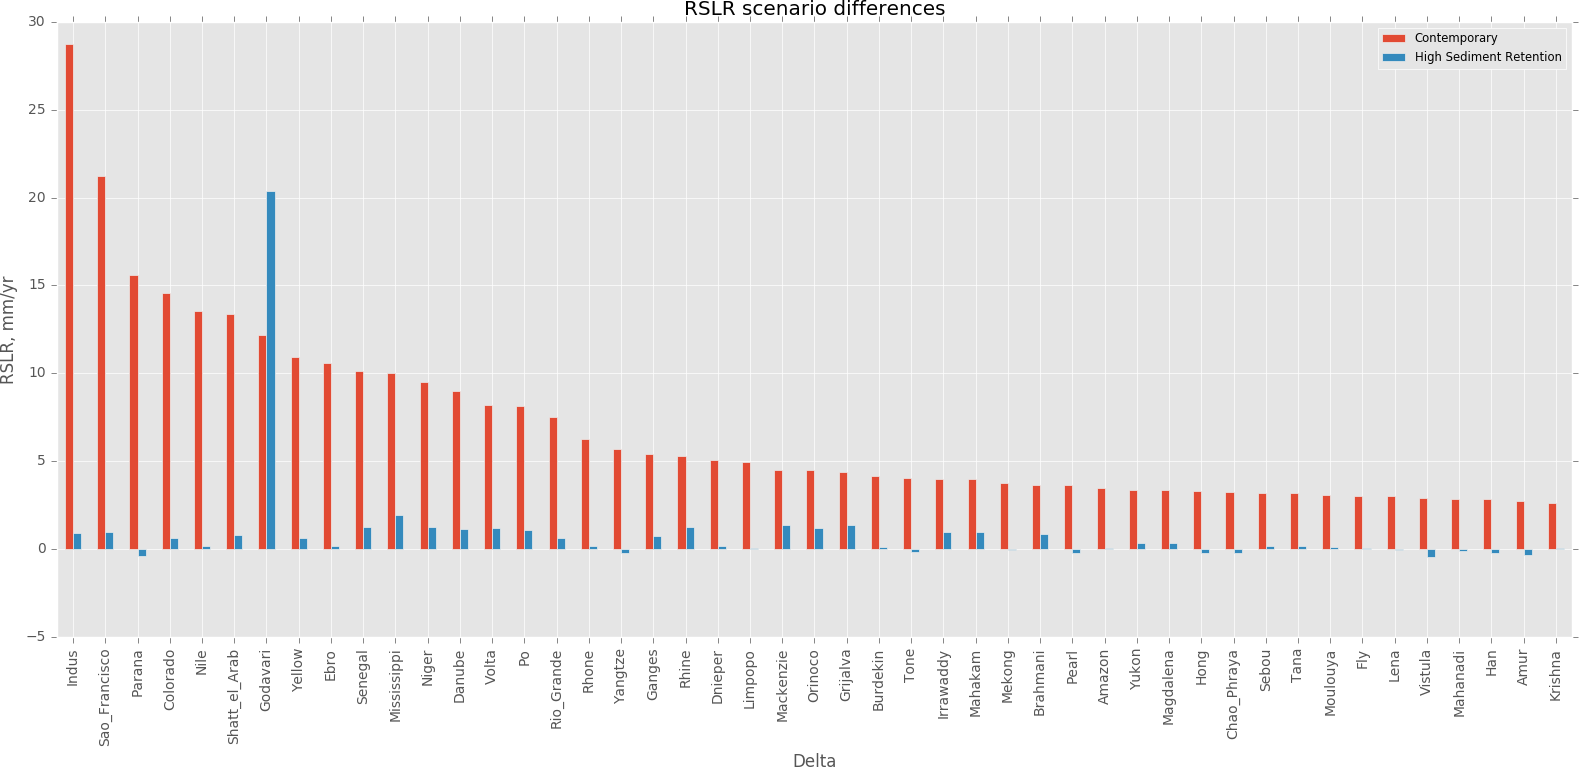 RSLR scenario differences
Contemporary
High Sediment Retention
RSLR, mm/yr
30
25
20
15
10
5
0
−5
Indus
Sao_Francisco
Parana
Colorado
Nile
Shatt_el_Arab
Godavari
Yellow
Ebro
Senegal
Mississippi
Niger
Danube
Volta
Po
Rio_Grande
Rhone
Yangtze
Ganges
Rhine
Dnieper
Limpopo
Mackenzie
Orinoco
Grijalva
Burdekin
Tone
Irrawaddy
Mahakam
Mekong
Brahmani
Pearl
Amazon
Yukon
Magdalena
Hong
Chao_Phraya
Sebou
Tana
Moulouya
Fly
Lena
Vistula
Mahanadi
Han
Amur
Krishna
Delta